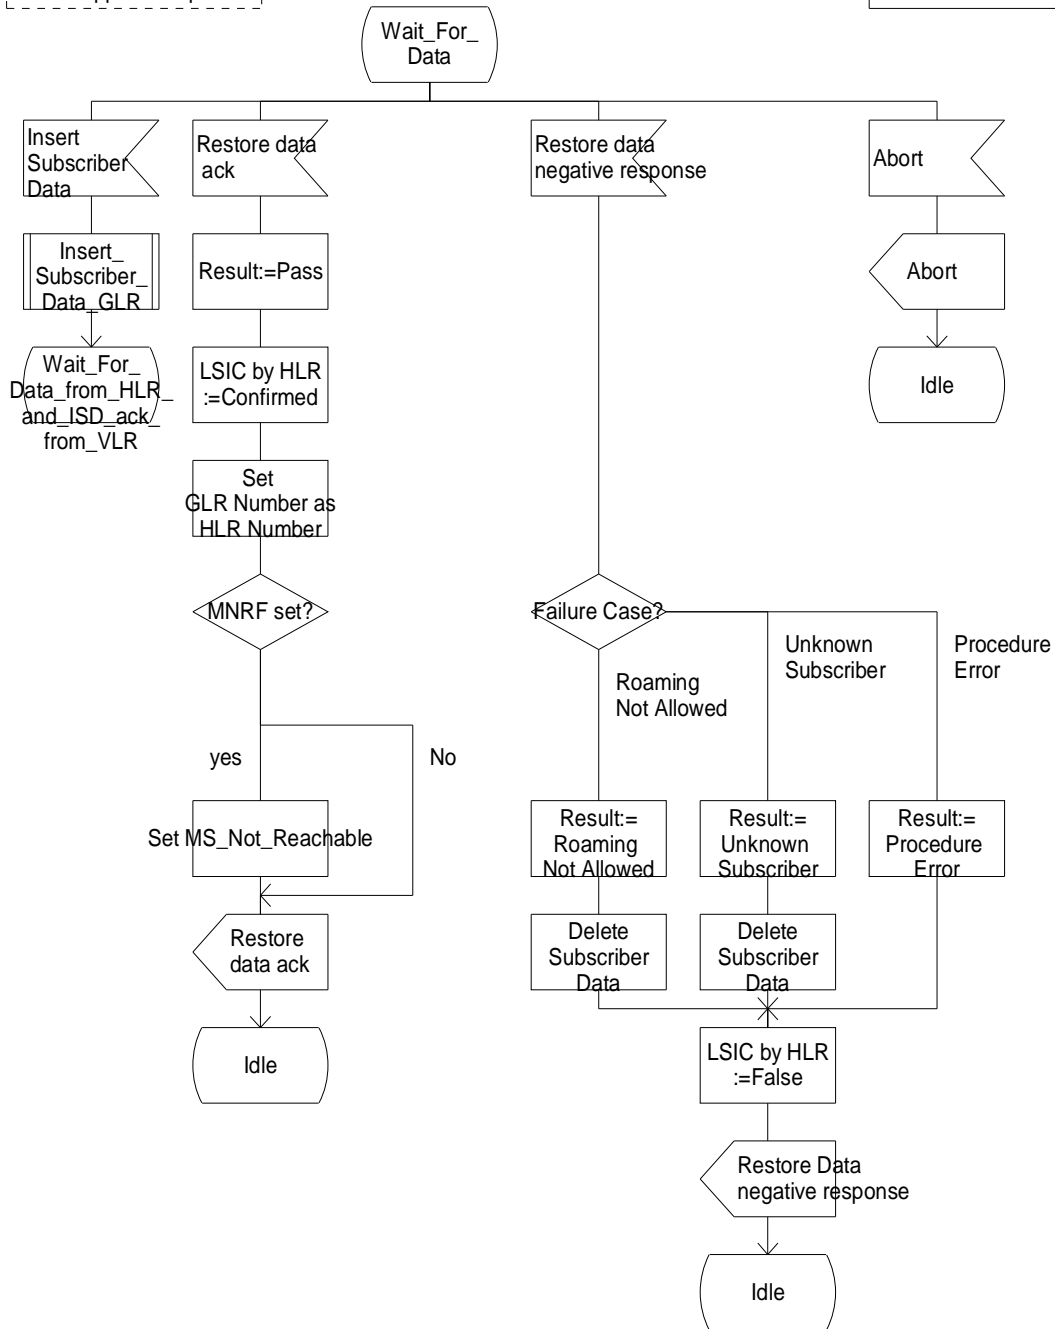 Wait_For_
Data
Insert
Subscriber
Data
Restore data
ack
Restore data
negative response
Abort
Insert_
Subscriber_
Data_GLR
Result:=Pass
Abort
Wait_For_
Data_from_HLR_
and_ISD_ack_
from_VLR
LSIC by HLR
:=Confirmed
Idle
Set
GLR Number as
HLR Number
MNRF set?
Failure Case?
Roaming
Not Allowed
Unknown
Subscriber
Procedure
Error
yes
No
Set MS_Not_Reachable
Result:=
Roaming
Not Allowed
Result:=
Unknown
Subscriber
Result:=
Procedure
Error
Restore
data ack
Delete
Subscriber
Data
Delete
Subscriber
Data
Idle
LSIC by HLR
:=False
Restore Data
negative response
Idle